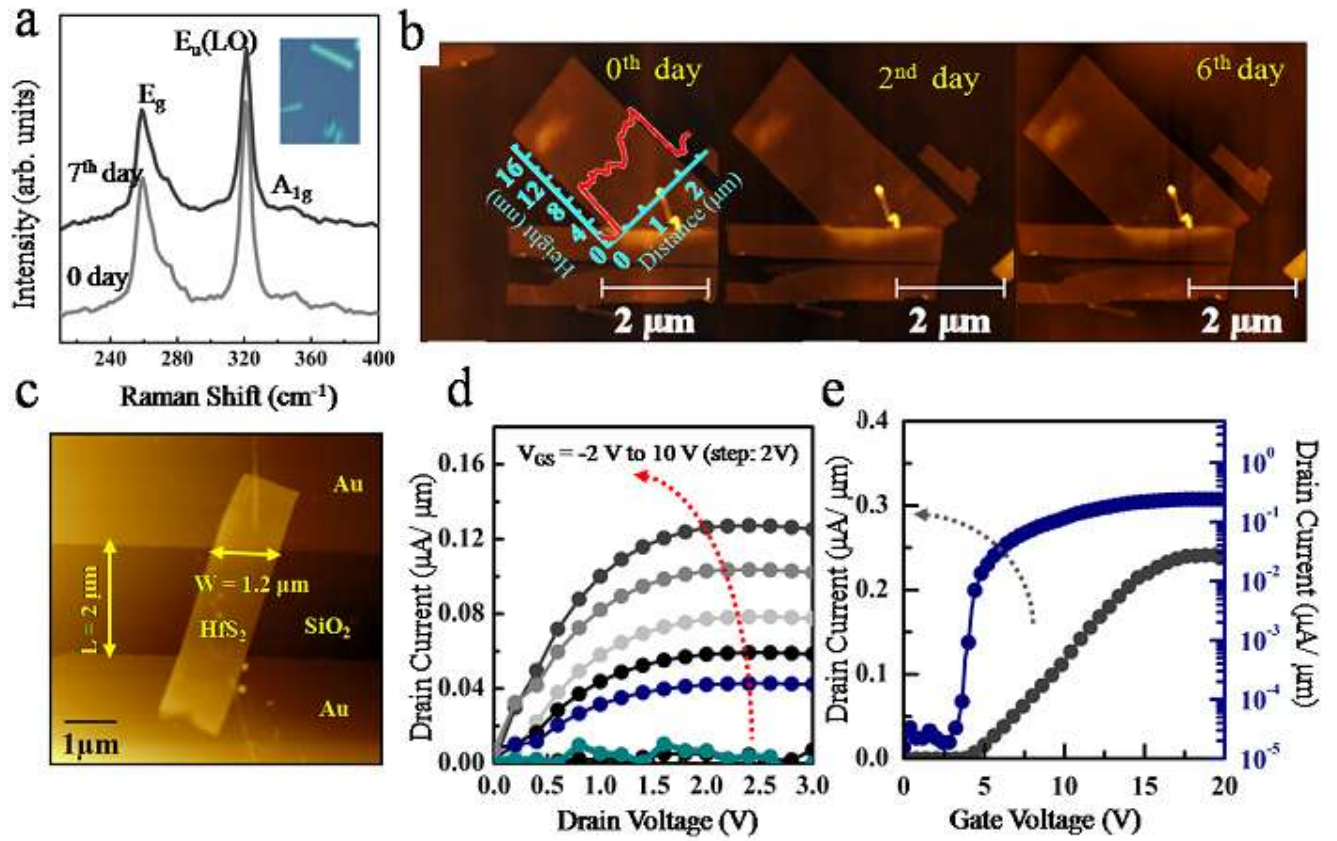 a
E_u(LO)
E_g
7th day
A_1g
0 day
Intensity (arb. units)
240 280 320 360 400
Raman Shift (cm-1)
b
0th day
2nd day
6th day
16 12 8 4 0
Height (nm)
0 1 2
Distance (μm)
2 μm
2 μm
2 μm
c
Au
L = 2 μm
W = 1.2 μm
HfS2
SiO2
Au
1μm
d
V_GS = -2 V to 10 V (step: 2V)
0.16
0.12
0.08
0.04
0.00
Drain Current (μA/ μm)
0.0 0.5 1.0 1.5 2.0 2.5 3.0
Drain Voltage (V)
e
0.4
0.3
0.2
0.1
0.0
Drain Current (μA/ μm)
10^0
10^-1
10^-2
10^-3
10^-4
10^-5
Drain Current (μA/ μm)
0 5 10 15 20
Gate Voltage (V)